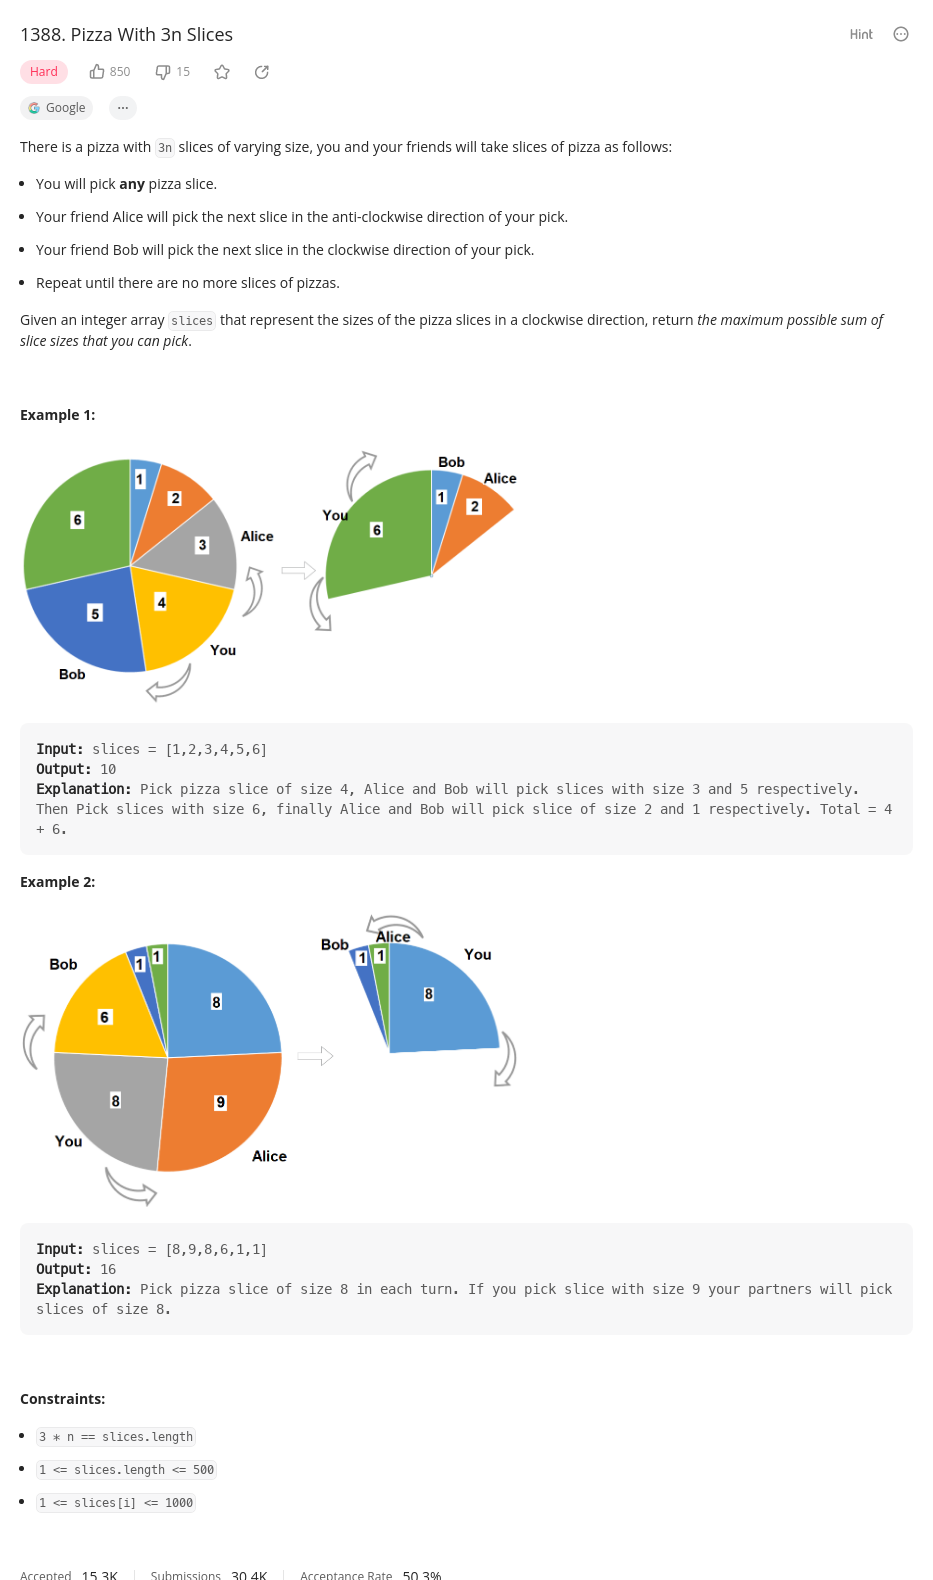 1388. Pizza With 3n Slices
Hint
Hard 850 15
Google ...
There is a pizza with 3n slices of varying size, you and your friends will take slices of pizza as follows:
• You will pick any pizza slice.
• Your friend Alice will pick the next slice in the anti-clockwise direction of your pick.
• Your friend Bob will pick the next slice in the clockwise direction of your pick.
• Repeat until there are no more slices of pizzas.
Given an integer array slices that represent the sizes of the pizza slices in a clockwise direction, return the maximum possible sum of
slice sizes that you can pick.
Example 1:
1
2
3
4
5
6
Alice
You
Bob
Bob
Alice
You
1
2
6
Input: slices = [1,2,3,4,5,6]
Output: 10
Explanation: Pick pizza slice of size 4, Alice and Bob will pick slices with size 3 and 5 respectively.
Then Pick slices with size 6, finally Alice and Bob will pick slice of size 2 and 1 respectively. Total = 4
+ 6.
Example 2:
Bob
1
1
8
6
8
9
You
Alice
Bob
Alice
You
1
1
8
Input: slices = [8,9,8,6,1,1]
Output: 16
Explanation: Pick pizza slice of size 8 in each turn. If you pick slice with size 9 your partners will pick
slices of size 8.
Constraints:
• 3 * n == slices.length
• 1 <= slices.length <= 500
• 1 <= slices[i] <= 1000
Accepted 15.3K Submissions 30.4K Acceptance Rate 50.3%